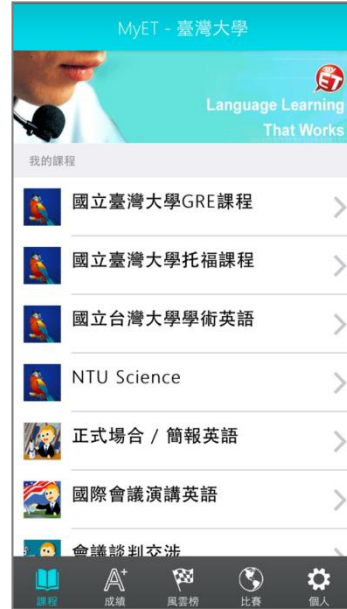 MyET - 臺灣大學
MY
ET
Language Learning
That Works
我的課程
國立臺灣大學GRE課程
國立臺灣大學托福課程
國立台灣大學學術英語
NTU Science
正式場合 / 簡報英語
國際會議演講英語
會議談判交涉
課程
成績
風雲榜
比賽
個人